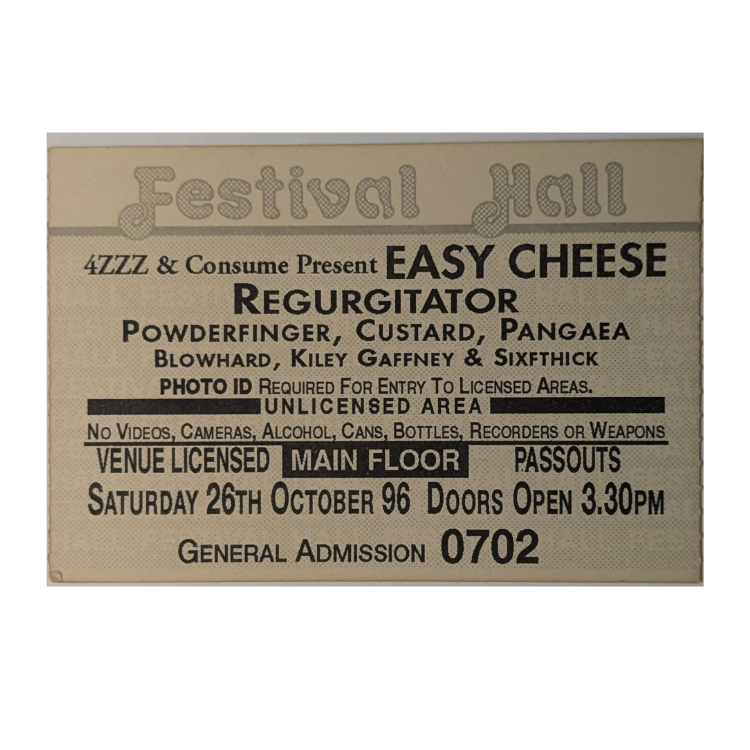 Festival Hall
4ZZZ & Consume Present EASY CHEESE
REGURGITATOR
POWDERFINGER, CUSTARD, PANGAEA
BLOWHARD, KILEY GAFFNEY & SIXFTHICK
PHOTO ID REQUIRED FOR ENTRY TO LICENSED AREAS.
UNLICENSED AREA
NO VIDEOS, CAMERAS, ALCOHOL, CANS, BOTTLES, RECORDERS OR WEAPONS
VENUE LICENSED MAIN FLOOR PASSOUTS
SATURDAY 26TH OCTOBER 96 DOORS OPEN 3.30PM
GENERAL ADMISSION 0702